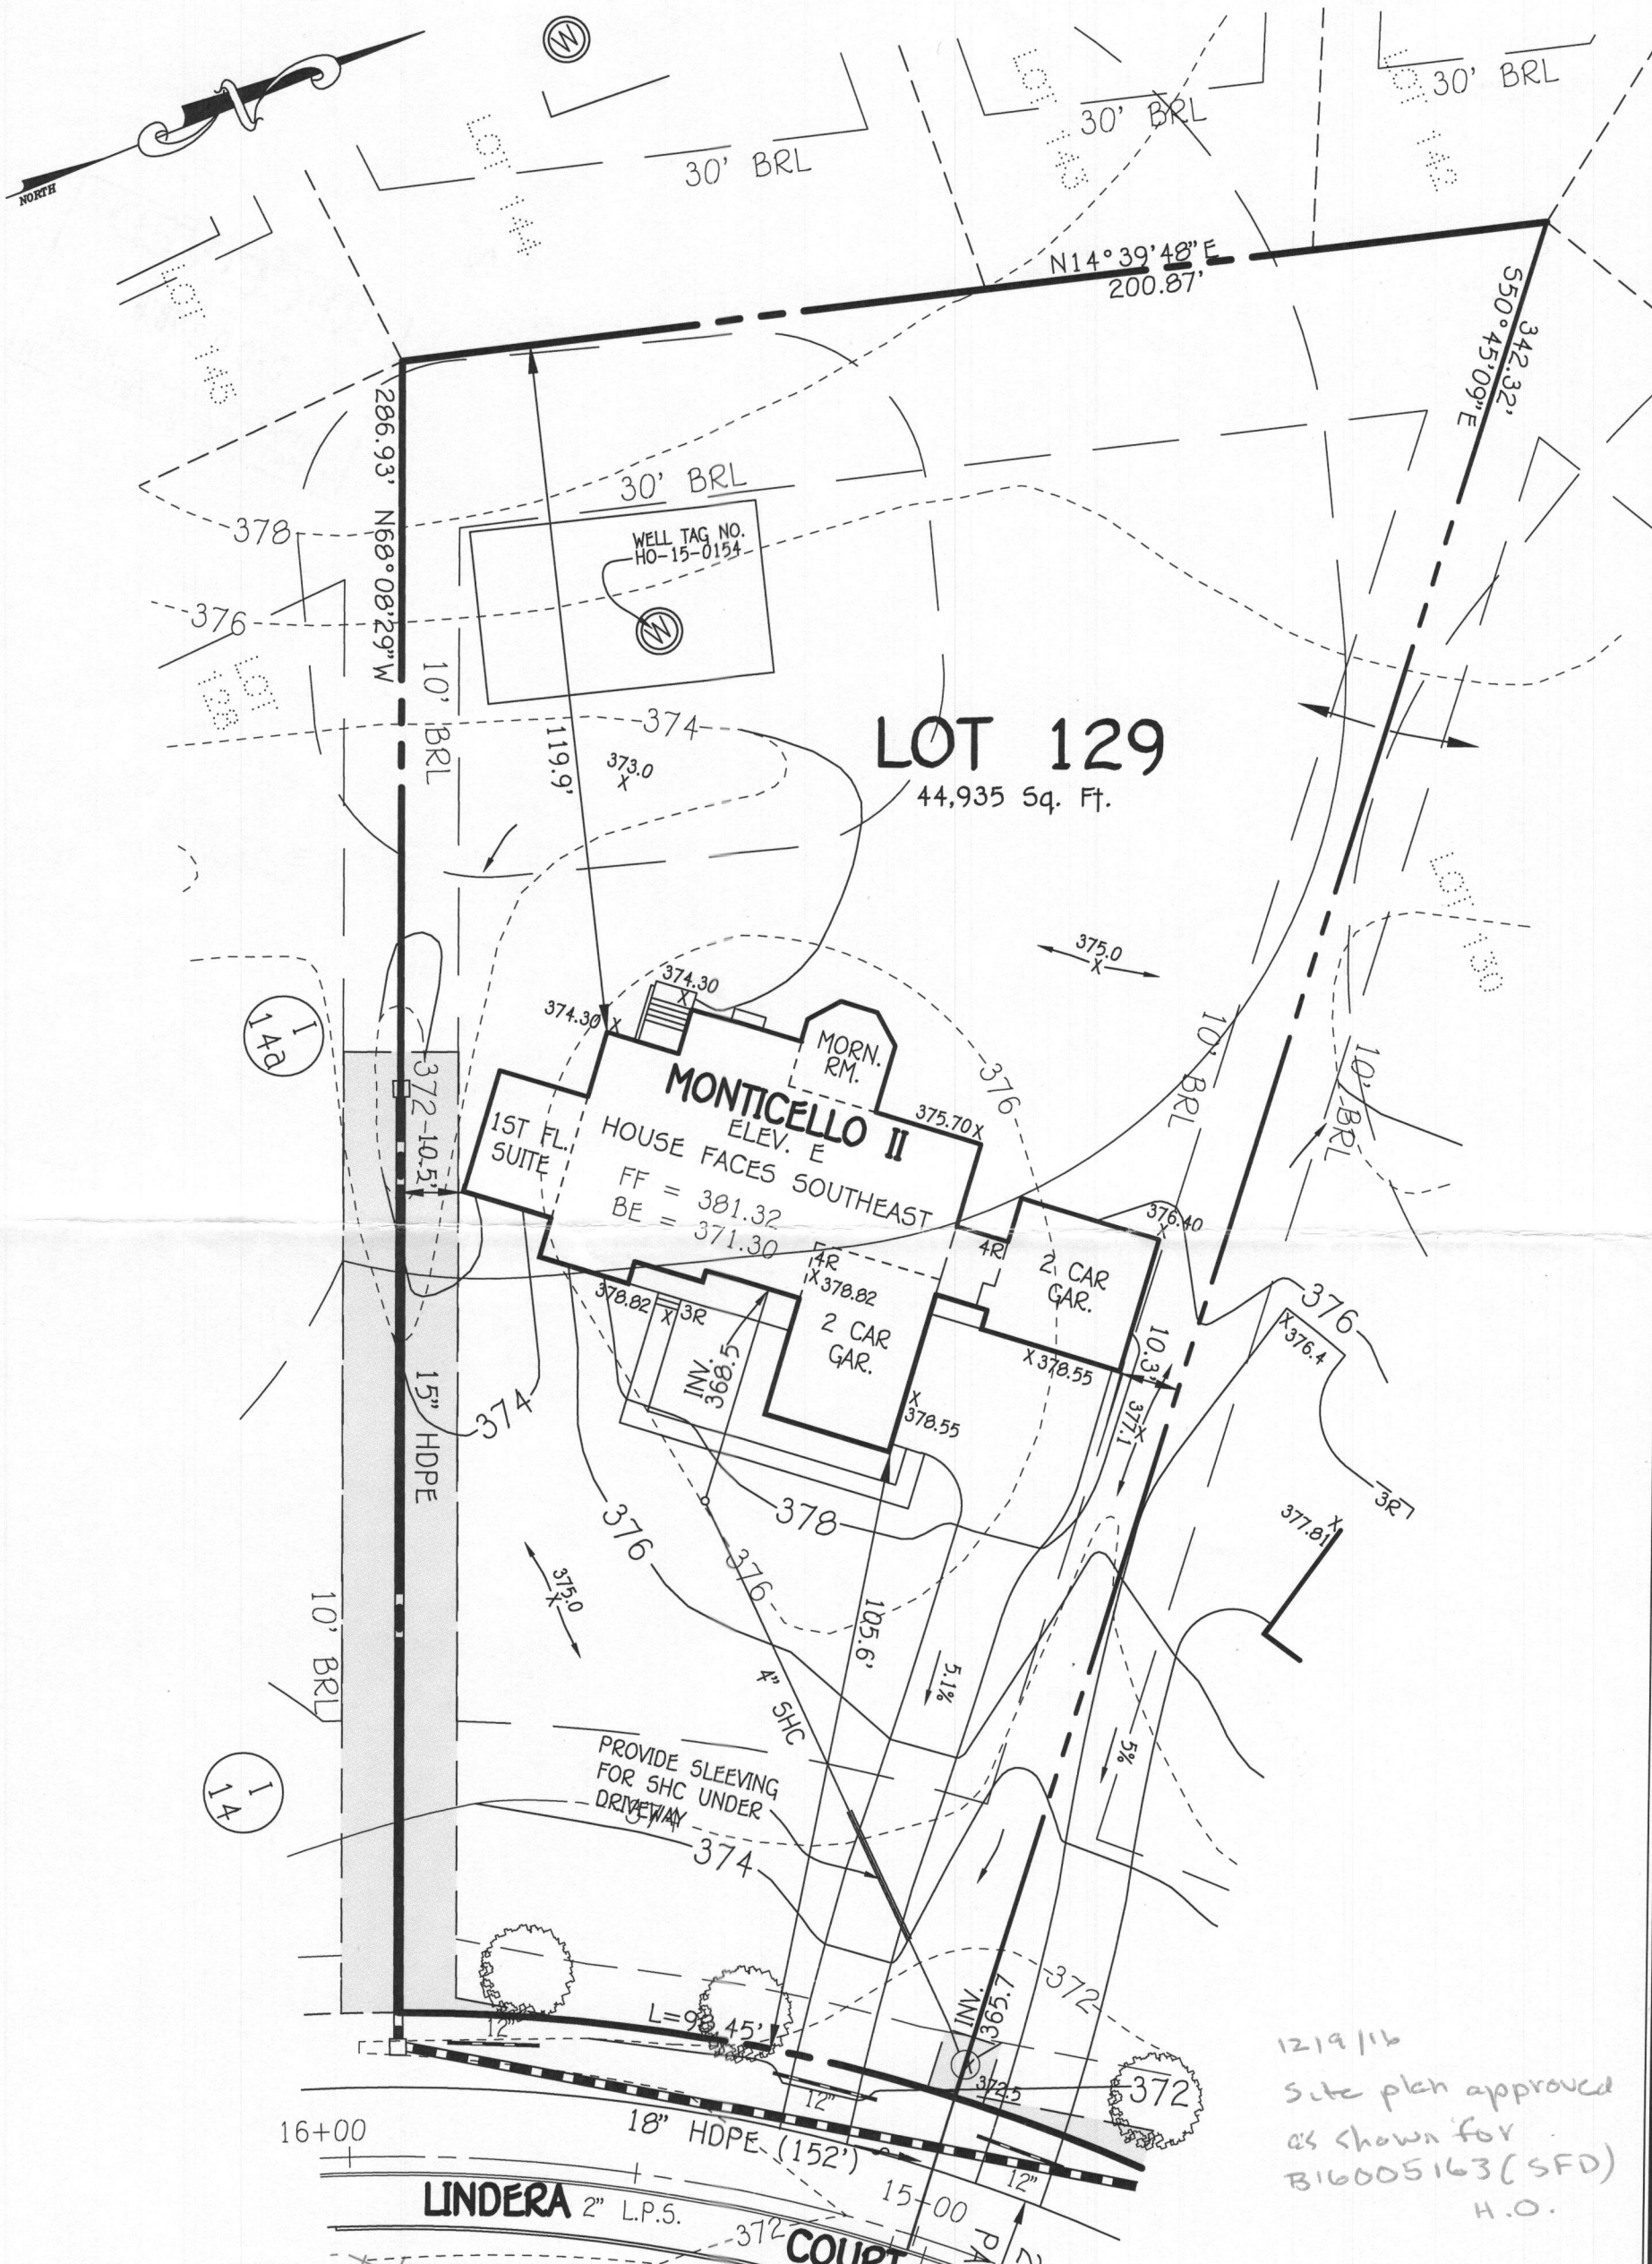 NORTH
N
W
LOT 145
LOT 144
LOT 143
LOT 142
30' BRL
30' BRL
30' BRL
N14°39'48"E
200.87'
342.32'
S50°45'09"E
286.93' N68°08'29"W
30' BRL
WELL TAG NO.
HO-15-0154
W
378
376
374
LOT
138
10' BRL
119.9'
373.0
X
LOT 129
44,935 Sq. Ft.
LOT 130
375.0
X
10' BRL
10' BRL
I
14a
372
10.5'
374.30
X
374.30 X
MORN.
RM.
376
375.70 X
MONTICELLO II
ELEV. E
HOUSE FACES SOUTHEAST
FF = 381.32
BE = 371.30
1ST FL.
SUITE
4R
4R
X 378.82
2 CAR
GAR.
376.40
X
2 CAR
GAR.
378.82
X
3R
INV.
368.5
X 378.55
X
378.55
10.3'
377.1
X
376
X 376.4
3R
377.81 X
15" HDPE
374
376
378
376
375.0
X
105.6'
5.1%
5%
4" SHC
10' BRL
I
14
PROVIDE SLEEVING
FOR SHC UNDER
DRIVEWAY
374
374
372
INV.
365.7
12"
12"
12"
372.5
372
18" HDPE (152')
16+00
15+00
LINDERA
2" L.P.S.
372
COURT
12/9/16
Site plan approved
as shown for
B16005163 (SFD)
H.O.